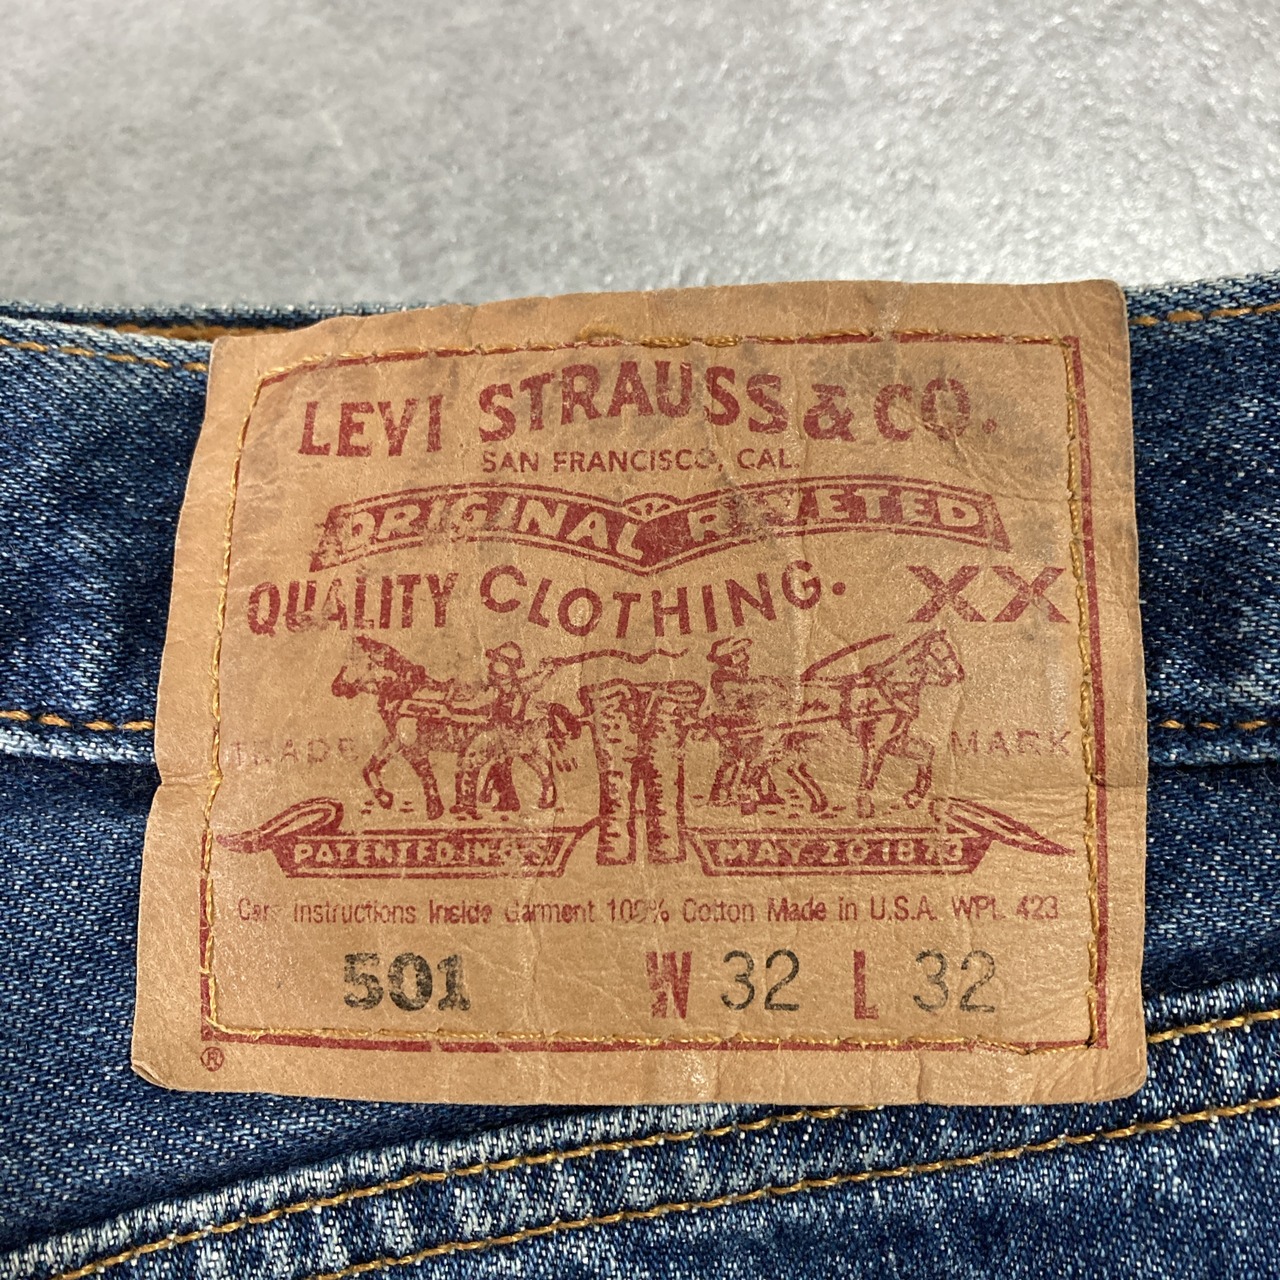 LEVI STRAUSS & CO.
SAN FRANCISCO, CAL.
ORIGINAL RIVETED
QUALITY CLOTHING. XX
TRADE MARK
PATENTED IN U.S. MAY 20 1873
Care Instructions Inside Garment 100% Cotton Made in U.S.A. WPL 423
501 W 32 L 32
®